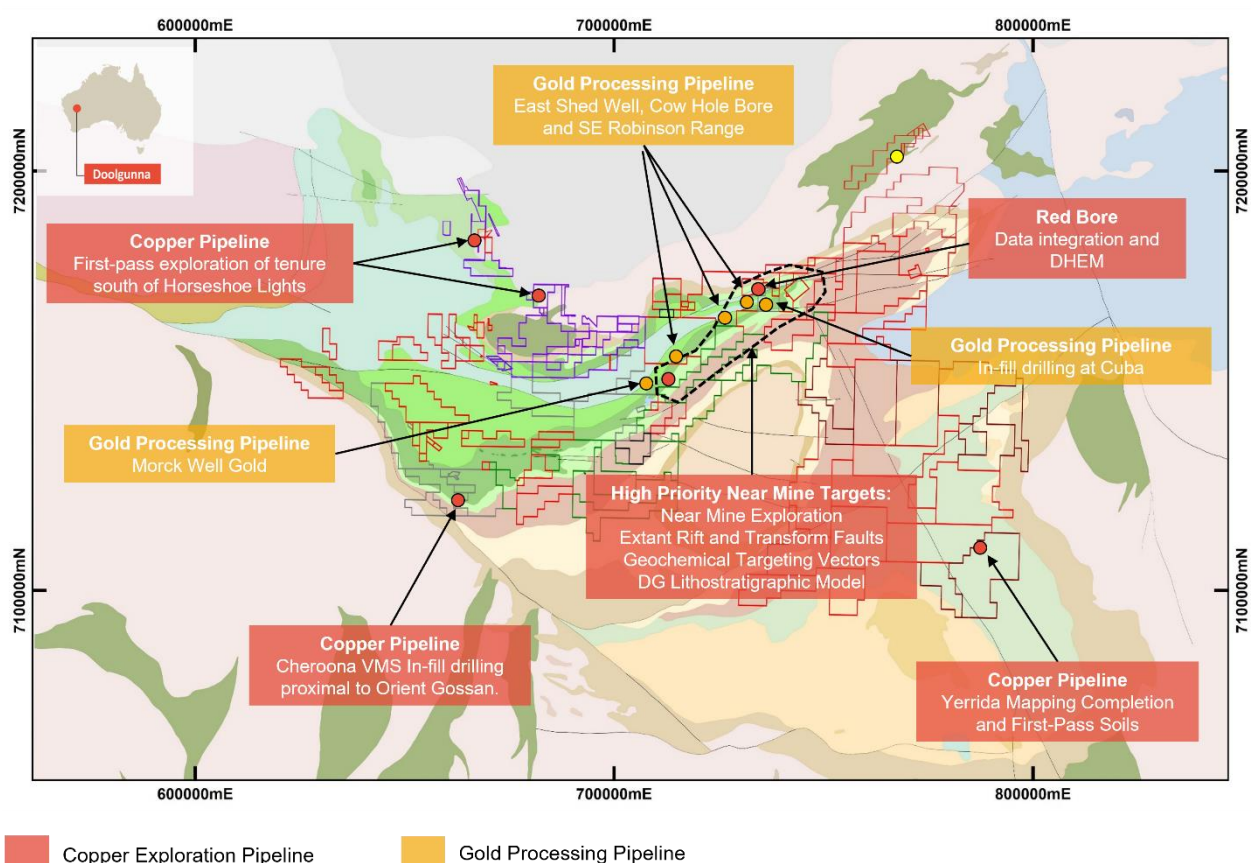 600000mE
700000mE
800000mE
Gold Processing Pipeline
East Shed Well, Cow Hole Bore
and SE Robinson Range
Doolgunna
7200000mN
7200000mN
Copper Pipeline
First-pass exploration of tenure
south of Horseshoe Lights
Red Bore
Data integration and
DHEM
Gold Processing Pipeline
In-fill drilling at Cuba
Gold Processing Pipeline
Morck Well Gold
High Priority Near Mine Targets:
Near Mine Exploration
Extant Rift and Transform Faults
Geochemical Targeting Vectors
DG Lithostratigraphic Model
7100000mN
7100000mN
Copper Pipeline
Cheroona VMS In-fill drilling
proximal to Orient Gossan.
Copper Pipeline
Yerrida Mapping Completion
and First-Pass Soils
600000mE
700000mE
800000mE
Copper Exploration Pipeline
Gold Processing Pipeline